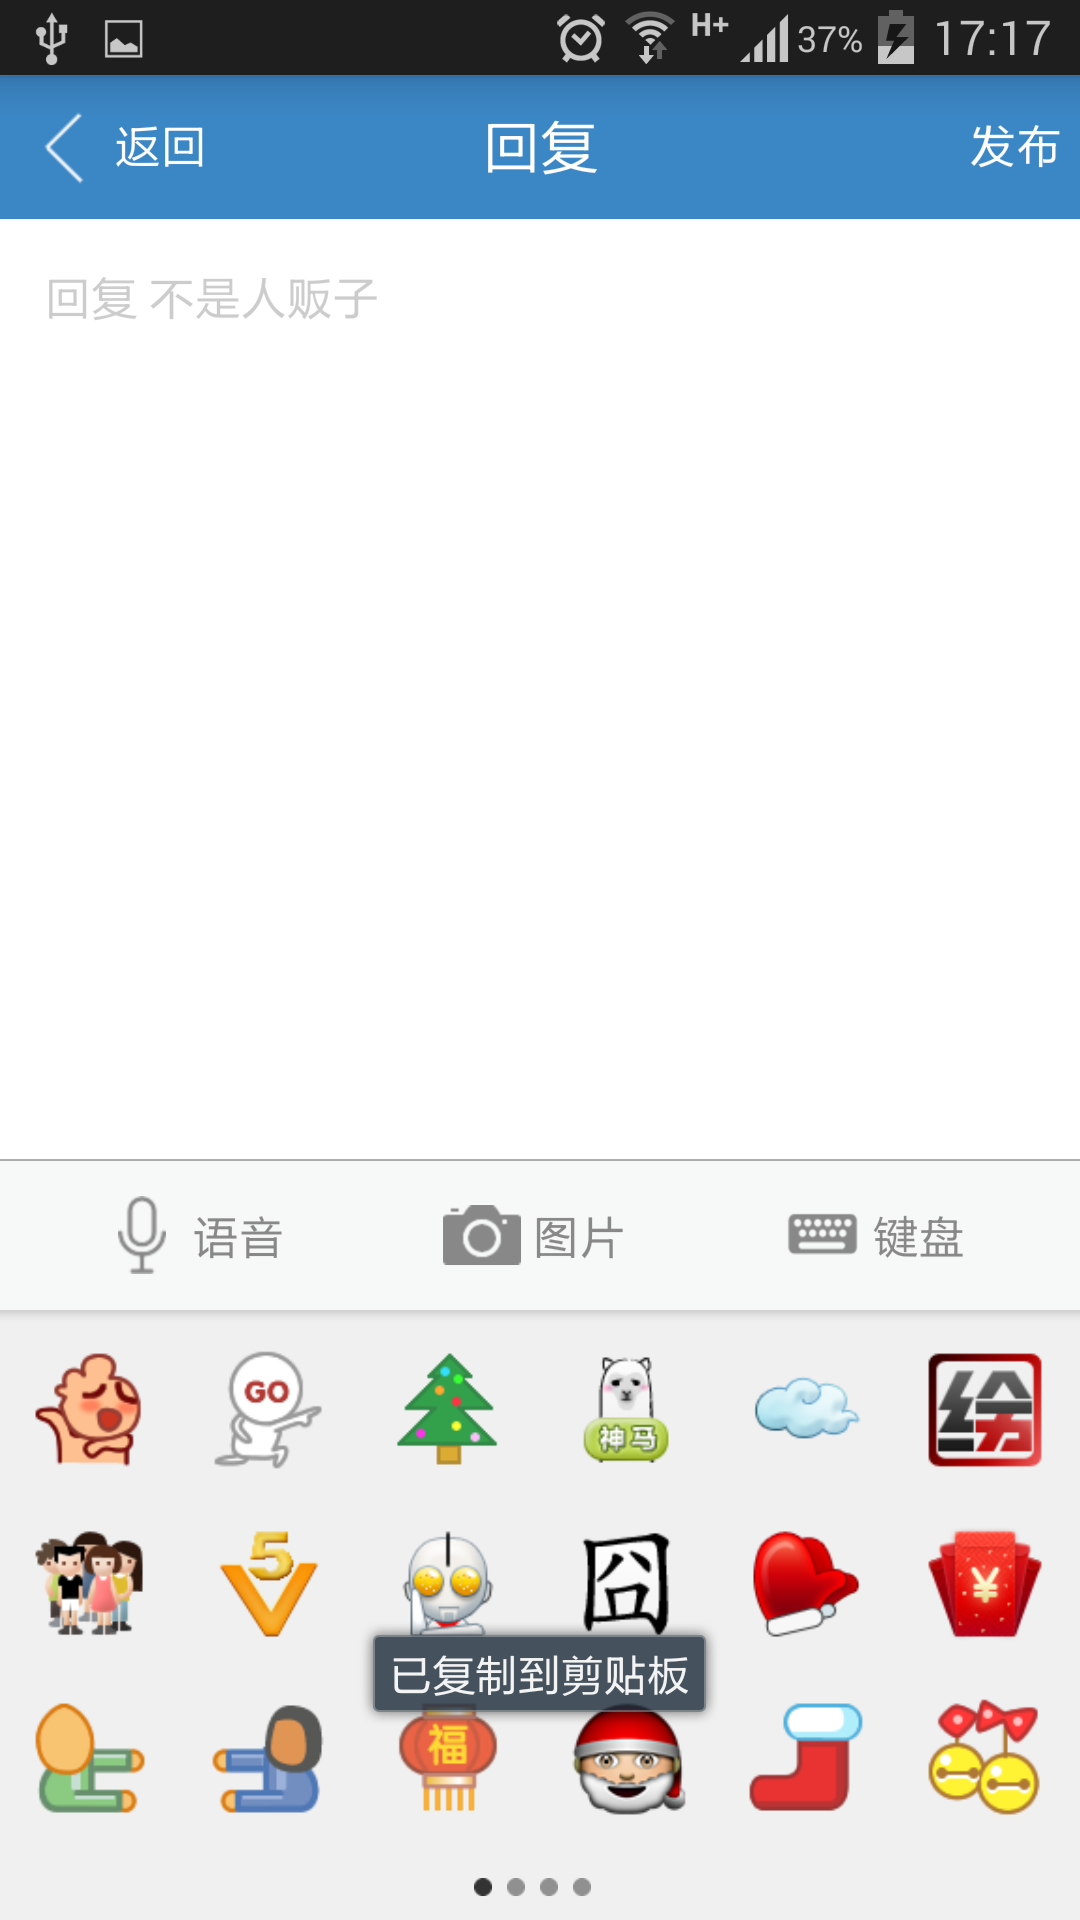 H+ 37% 17:17
返回 回复 发布
回复 不是人贩子
语音 图片 键盘
GO 神马 绘
5 囧 ¥
已复制到剪贴板
福